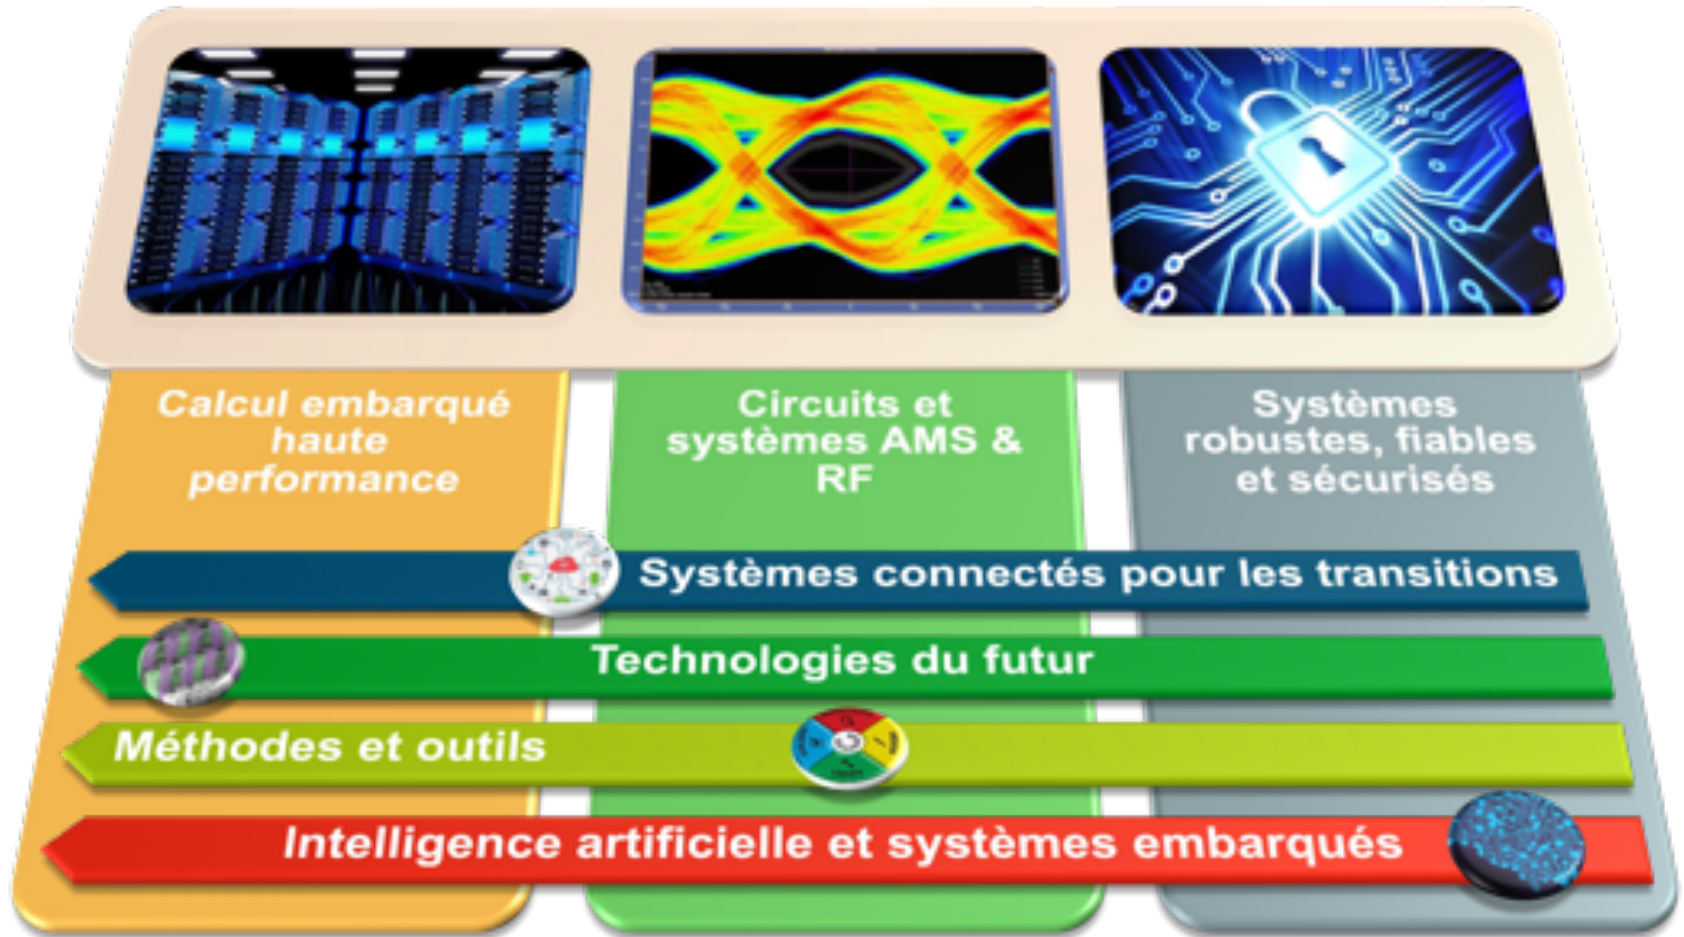 Calcul embarqué
haute
performance
Circuits et
systèmes AMS &
RF
Systèmes
robustes, fiables
et sécurisés
Systèmes connectés pour les transitions
Technologies du futur
Méthodes et outils
Intelligence artificielle et systèmes embarqués